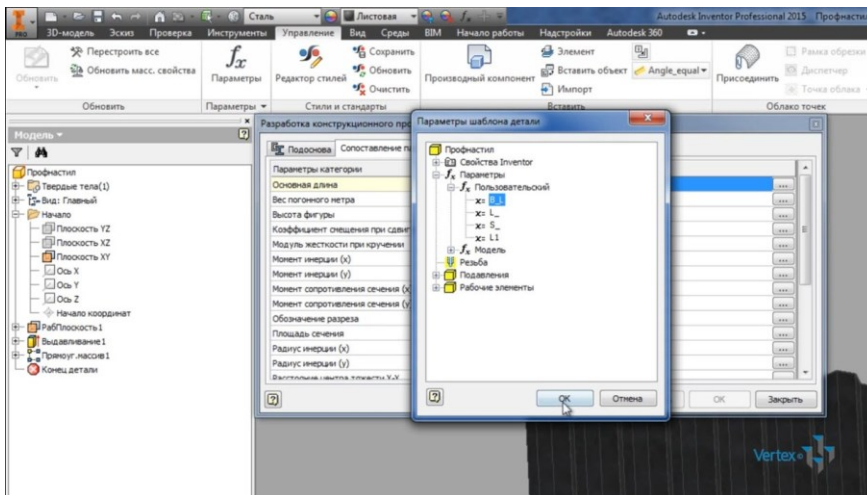 PRO
Сталь
Листовая
Autodesk Inventor Professional 2015 Профнасти
3D-модель Эскиз Проверка Инструменты Управление Вид Среды BIM Начало работы Надстройки Autodesk 360
Обновить
Перестроить все
Обновить масс. свойства
Параметры
Редактор стилей
Сохранить
Обновить
Очистить
Производный компонент
Элемент
Вставить объект
Импорт
Angle_equal
Присоединить
Рамка обрезки
Диспетчер
Точка облака
Обновить Параметры Стили и стандарты Вставить Облако точек
Модель
Профнастил
Твердые тела(1)
Вид: Главный
Начало
Плоскость YZ
Плоскость XZ
Плоскость XY
Ось X
Ось Y
Ось Z
Начало координат
РабПлоскость1
Выдавливание1
Прямоуг.массив1
Конец детали
Разработка конструкционного про
Подоснова Сопоставление па
Параметры категории
Основная длина
Вес погонного метра
Высота фигуры
Коэффициент смещения при сдвиг
Модуль жесткости при кручении
Момент инерции (x)
Момент инерции (y)
Момент сопротивления сечения (x)
Момент сопротивления сечения (y)
Обозначение разреза
Площадь сечения
Радиус инерции (x)
Радиус инерции (y)
Расстояние центра тяжести Y-Y
OK Закрыть
Параметры шаблона детали
Профнастил
Свойства Inventor
Параметры
Пользовательский
B_L
L_
S_
L1
Модель
Резьба
Подавления
Рабочие элементы
OK Отмена
Vertex